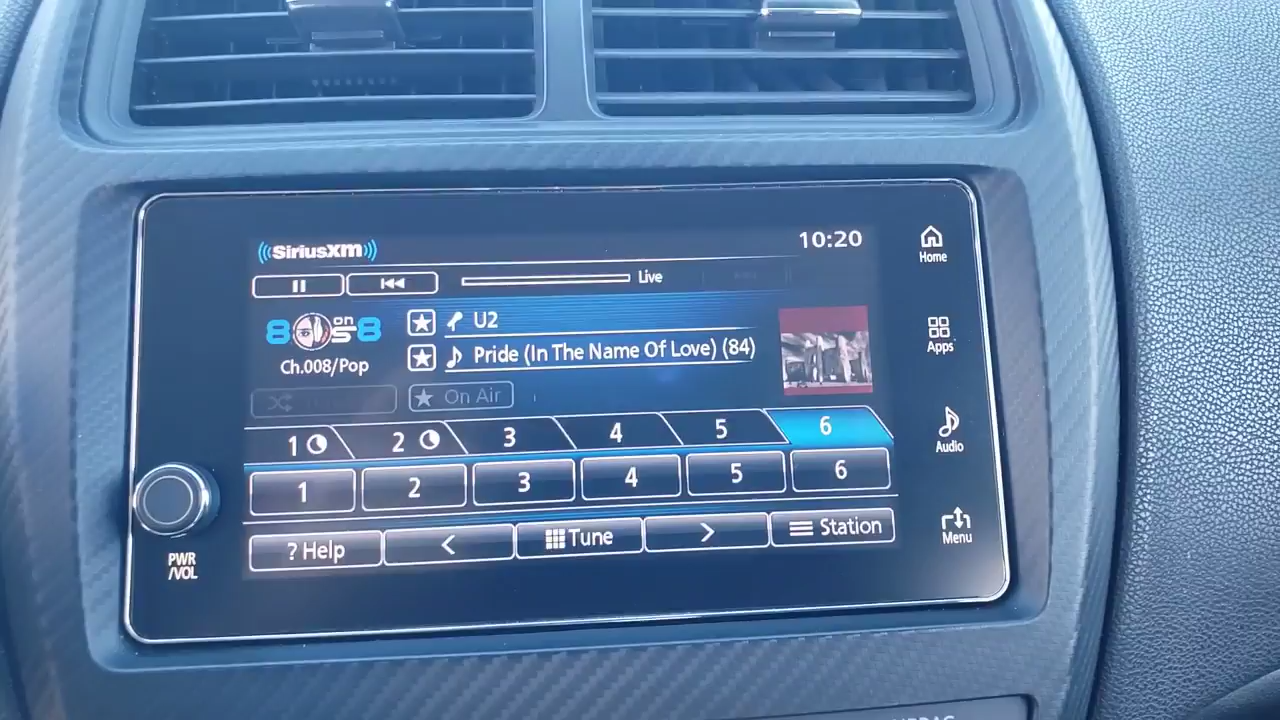 SiriusXM
10:20
Home
Live
8 on 8
80s
U2
Pride (In The Name Of Love) (84)
Ch.008/Pop
Apps
On Air
1 2 3 4 5 6
Audio
1 2 3 4 5 6
? Help < Tune > Station
Menu
PWR
/VOL